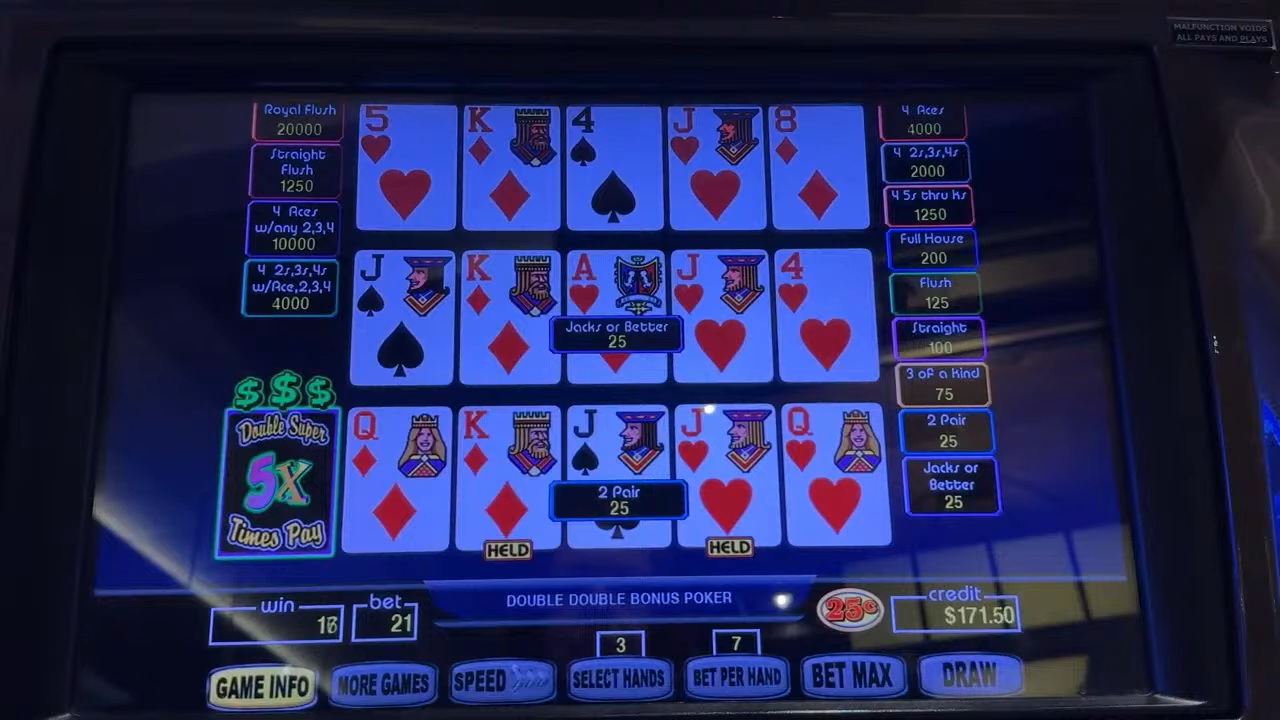 MALFUNCTION VOIDS
ALL PAYS AND PLAYS
Royal Flush
20000
Straight
Flush
1250
4 Aces
w/any 2,3,4
10000
4 2s,3s,4s
w/Ace,2,3,4
4000
5
K
4
J
8
4 Aces
4000
4 2s,3s,4s
2000
4 5s thru Ks
1250
Full House
200
Flush
125
Straight
100
3 of a Kind
75
2 Pair
25
Jacks or
Better
25
J
K
A
J
4
Jacks or Better
25
$ $ $
Double Super
5X
Times Pay
Q
K
J
J
Q
2 Pair
25
HELD
HELD
win
bet
21
DOUBLE DOUBLE BONUS POKER
25¢
credit
$171.50
3
7
GAME INFO
MORE GAMES
SPEED
SELECT HANDS
BET PER HAND
BET MAX
DRAW